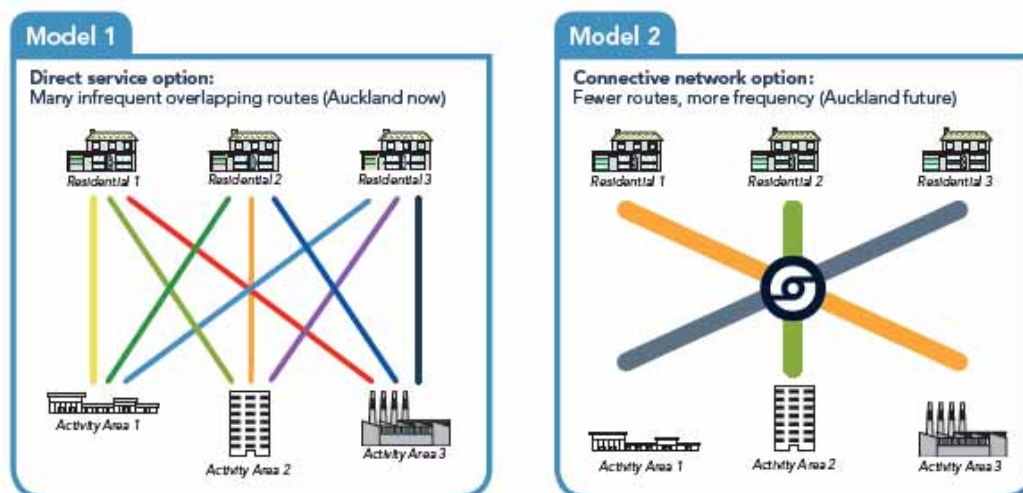 Model 1
Direct service option:
Many infrequent overlapping routes (Auckland now)
Residential 1
Residential 2
Residential 3
Activity Area 1
Activity Area 2
Activity Area 3
Model 2
Connective network option:
Fewer routes, more frequency (Auckland future)
Residential 1
Residential 2
Residential 3
Activity Area 1
Activity Area 2
Activity Area 3